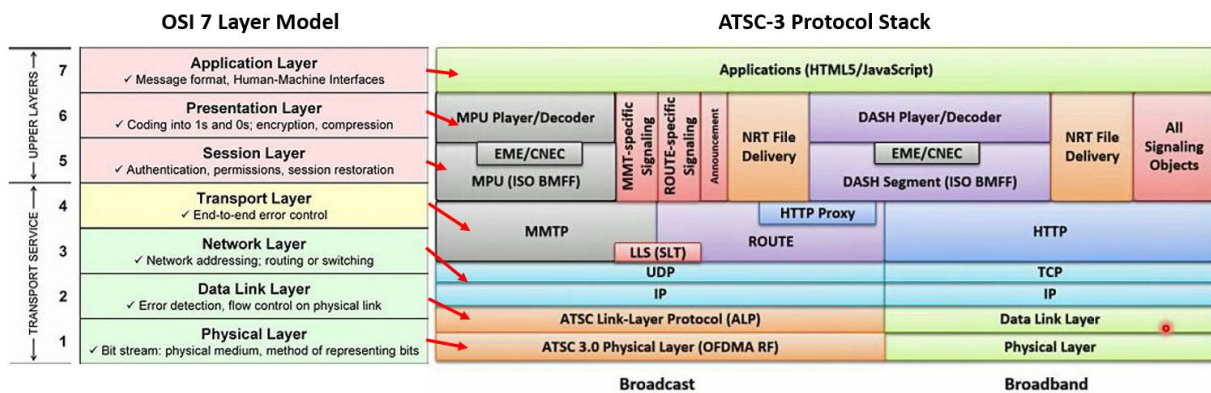 OSI 7 Layer Model
ATSC-3 Protocol Stack
UPPER LAYERS
TRANSPORT SERVICE
7
Application Layer
✓ Message format, Human-Machine Interfaces
6
Presentation Layer
✓ Coding into 1s and 0s; encryption, compression
5
Session Layer
✓ Authentication, permissions, session restoration
4
Transport Layer
✓ End-to-end error control
3
Network Layer
✓ Network addressing; routing or switching
2
Data Link Layer
✓ Error detection, flow control on physical link
1
Physical Layer
✓ Bit stream: physical medium, method of representing bits
Applications (HTML5/JavaScript)
MPU Player/Decoder
EME/CNEC
MPU (ISO BMFF)
MMT-specific
Signaling
ROUTE-specific
Signaling
Announcement
NRT File
Delivery
DASH Player/Decoder
EME/CNEC
DASH Segment (ISO BMFF)
NRT File
Delivery
All
Signaling
Objects
MMTP
LLS (SLT)
ROUTE
HTTP Proxy
HTTP
UDP
TCP
IP
IP
ATSC Link-Layer Protocol (ALP)
Data Link Layer
ATSC 3.0 Physical Layer (OFDMA RF)
Physical Layer
Broadcast
Broadband